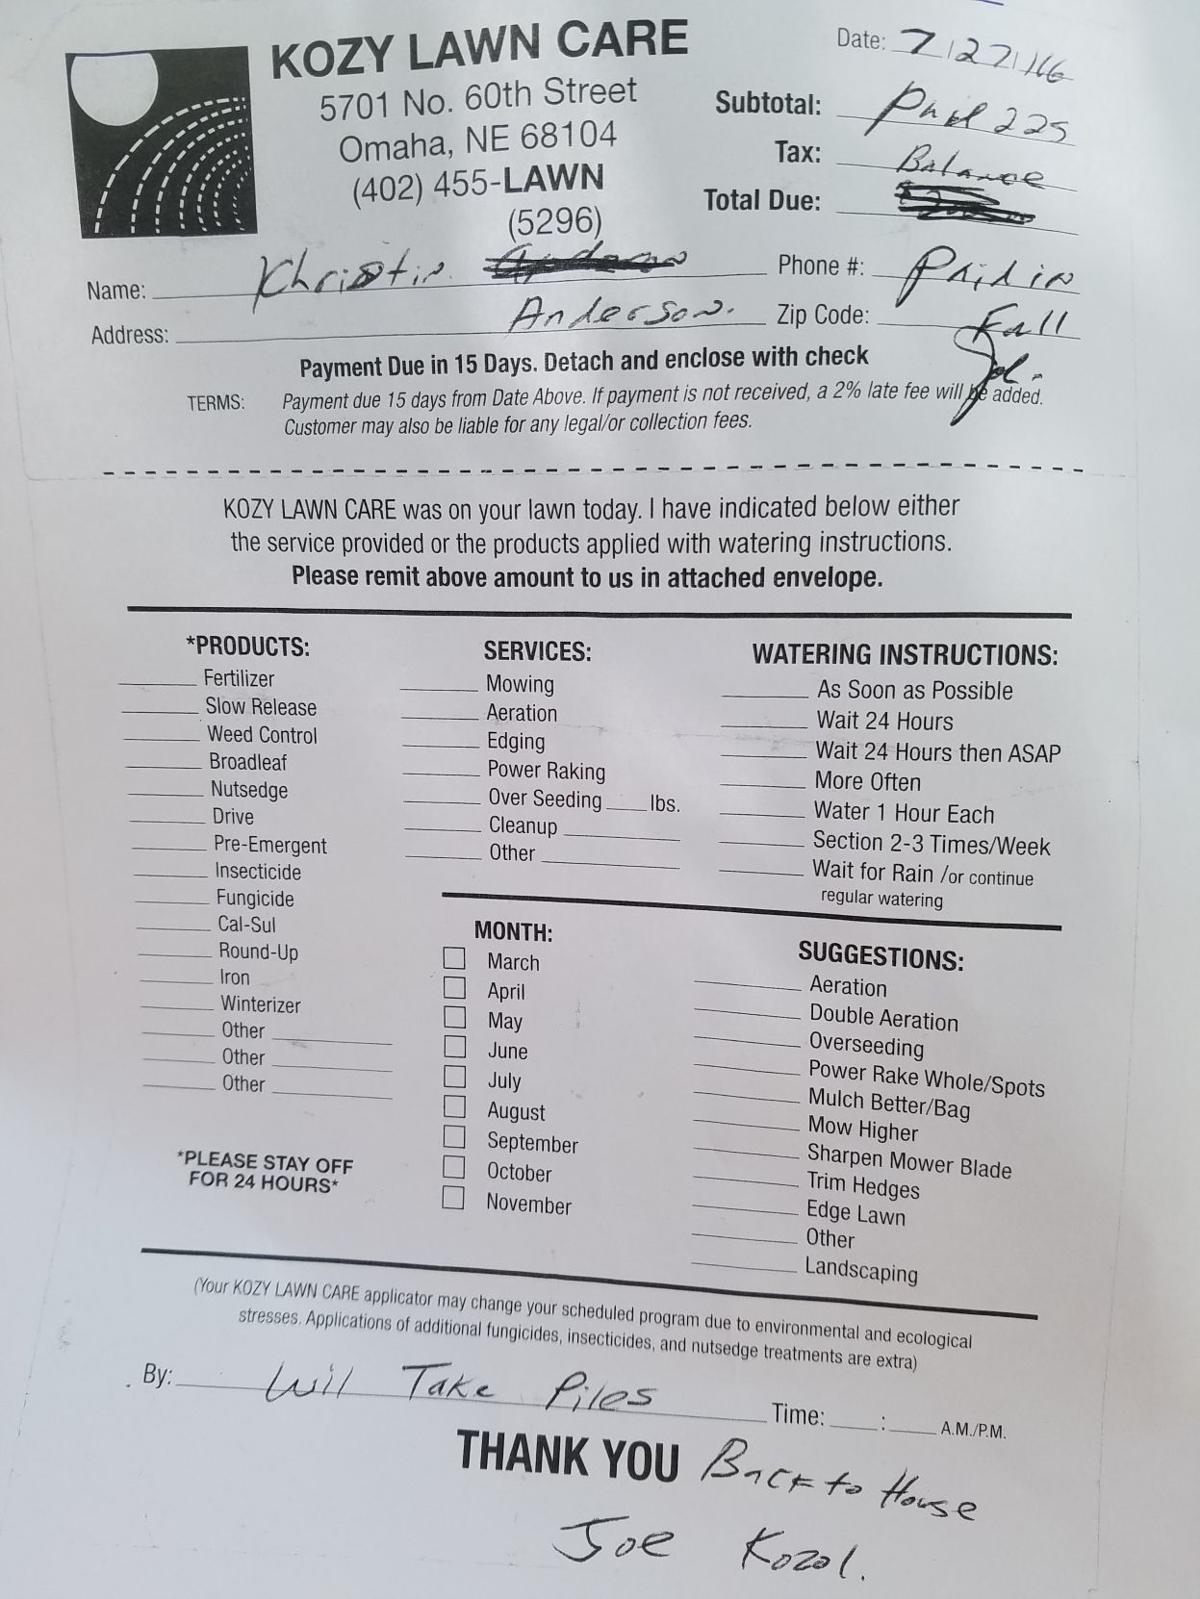 KOZY LAWN CARE
5701 No. 60th Street
Omaha, NE 68104
(402) 455-LAWN
(5296)
Date: 7/27/16
Subtotal: Paid 225
Tax: Balance
Total Due:
Name: Khristin
Phone #: Paid in
Address: Anderson.
Zip Code: Full
Joe.
Payment Due in 15 Days. Detach and enclose with check
TERMS: Payment due 15 days from Date Above. If payment is not received, a 2% late fee will be added.
Customer may also be liable for any legal/or collection fees.
KOZY LAWN CARE was on your lawn today. I have indicated below either
the service provided or the products applied with watering instructions.
Please remit above amount to us in attached envelope.
*PRODUCTS:
Fertilizer
Slow Release
Weed Control
Broadleaf
Nutsedge
Drive
Pre-Emergent
Insecticide
Fungicide
Cal-Sul
Round-Up
Iron
Winterizer
Other
Other
Other
*PLEASE STAY OFF
FOR 24 HOURS*
SERVICES:
Mowing
Aeration
Edging
Power Raking
Over Seeding ____ lbs.
Cleanup
Other
MONTH:
March
April
May
June
July
August
September
October
November
WATERING INSTRUCTIONS:
As Soon as Possible
Wait 24 Hours
Wait 24 Hours then ASAP
More Often
Water 1 Hour Each
Section 2-3 Times/Week
Wait for Rain /or continue
regular watering
SUGGESTIONS:
Aeration
Double Aeration
Overseeding
Power Rake Whole/Spots
Mulch Better/Bag
Mow Higher
Sharpen Mower Blade
Trim Hedges
Edge Lawn
Other
Landscaping
(Your KOZY LAWN CARE applicator may change your scheduled program due to environmental and ecological
stresses. Applications of additional fungicides, insecticides, and nutsedge treatments are extra)
By: Wil Take Piles
Time: ____:____ A.M./P.M.
THANK YOU Back to House
Joe Kozol.